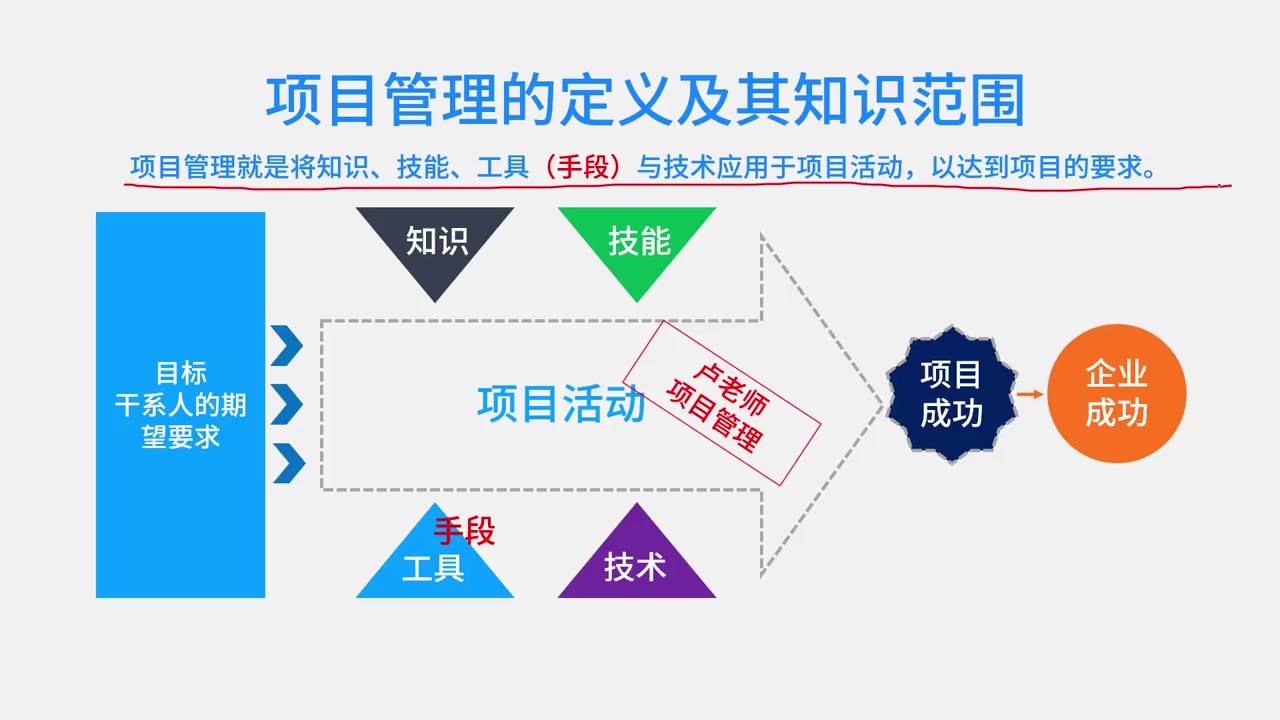 项目管理的定义及其知识范围
项目管理就是将知识、技能、工具（手段）与技术应用于项目活动，以达到项目的要求。
知识
技能
目标
干系人的期
望要求
项目活动
卢老师
项目管理
项目
成功
企业
成功
手段
工具
技术